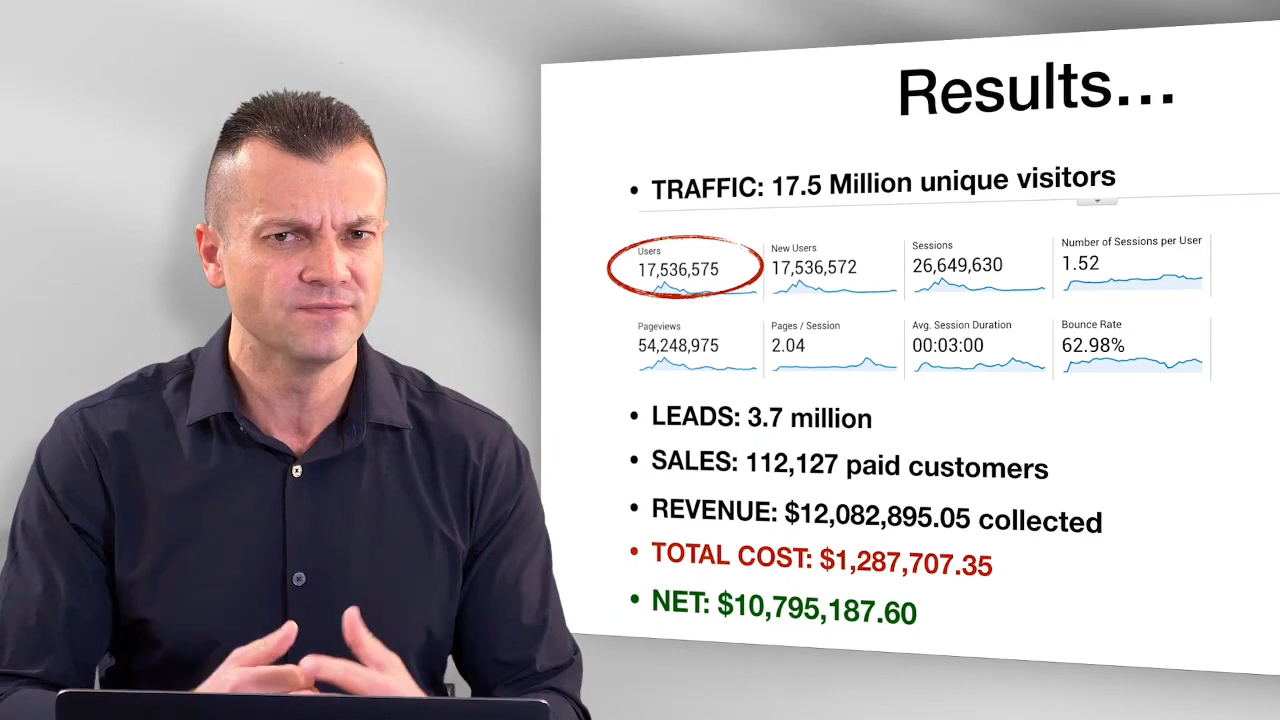 Results...
• TRAFFIC: 17.5 Million unique visitors
Users
17,536,575
New Users
17,536,572
Sessions
26,649,630
Number of Sessions per User
1.52
Pageviews
54,248,975
Pages / Session
2.04
Avg. Session Duration
00:03:00
Bounce Rate
62.98%
• LEADS: 3.7 million
• SALES: 112,127 paid customers
• REVENUE: $12,082,895.05 collected
• TOTAL COST: $1,287,707.35
• NET: $10,795,187.60